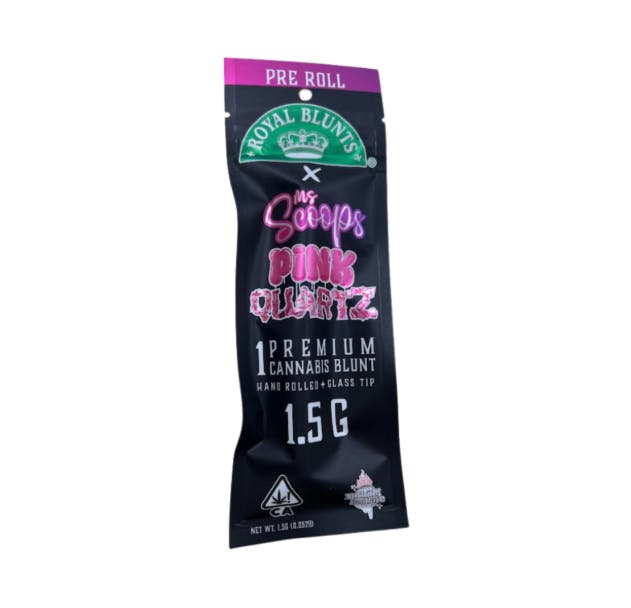 PRE ROLL
ROYAL BLUNTS
®
X
MS
Scoops
PINK
QUARTZ
1 PREMIUM
CANNABIS BLUNT
HAND ROLLED + GLASS TIP
1.5 G
CA
NET WT. 1.5G (0.052S)